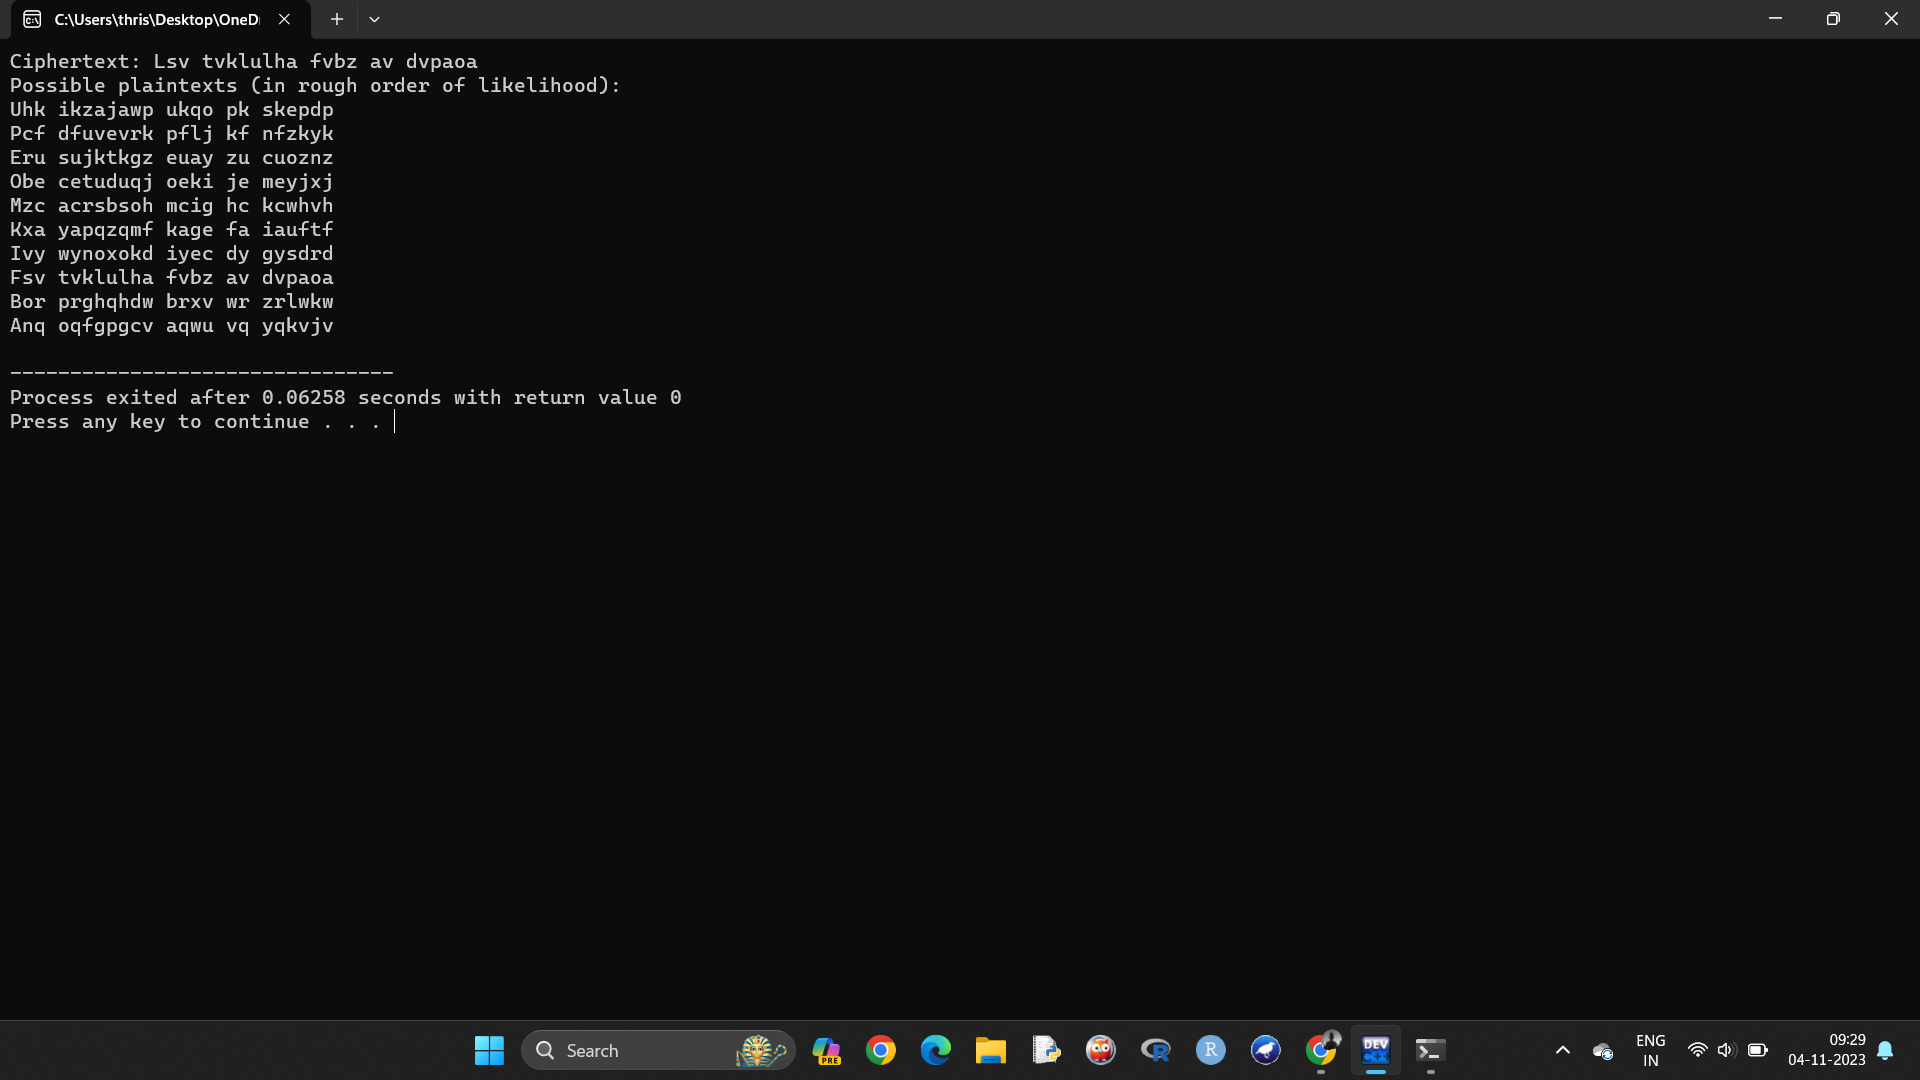 C:\Users\thris\Desktop\OneD
Ciphertext: Lsv tvklulha fvbz av dvpaoa
Possible plaintexts (in rough order of likelihood):
Uhk ikzajawp ukqo pk skepdp
Pcf dfuvevrk pflj kf nfzkyk
Eru sujktkgz euay zu cuoznz
Obe cetuduqj oeki je meyjxj
Mzc acrsbsoh mcig hc kcwhvh
Kxa yapqzqmf kage fa iauftf
Ivy wynoxokd iyec dy gysdrd
Fsv tvklulha fvbz av dvpaoa
Bor prghqhdw brxv wr zrlwkw
Anq oqfgpgcv aqwu vq yqkvjv
--------------------------------
Process exited after 0.06258 seconds with return value 0
Press any key to continue . . .
Search
PRE
R
R
DEV
C++
ENG
IN
09:29
04-11-2023